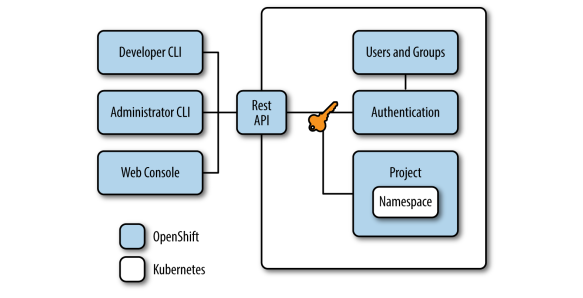 Developer CLI
Administrator CLI
Web Console
Rest
API
Users and Groups
Authentication
Project
Namespace
OpenShift
Kubernetes